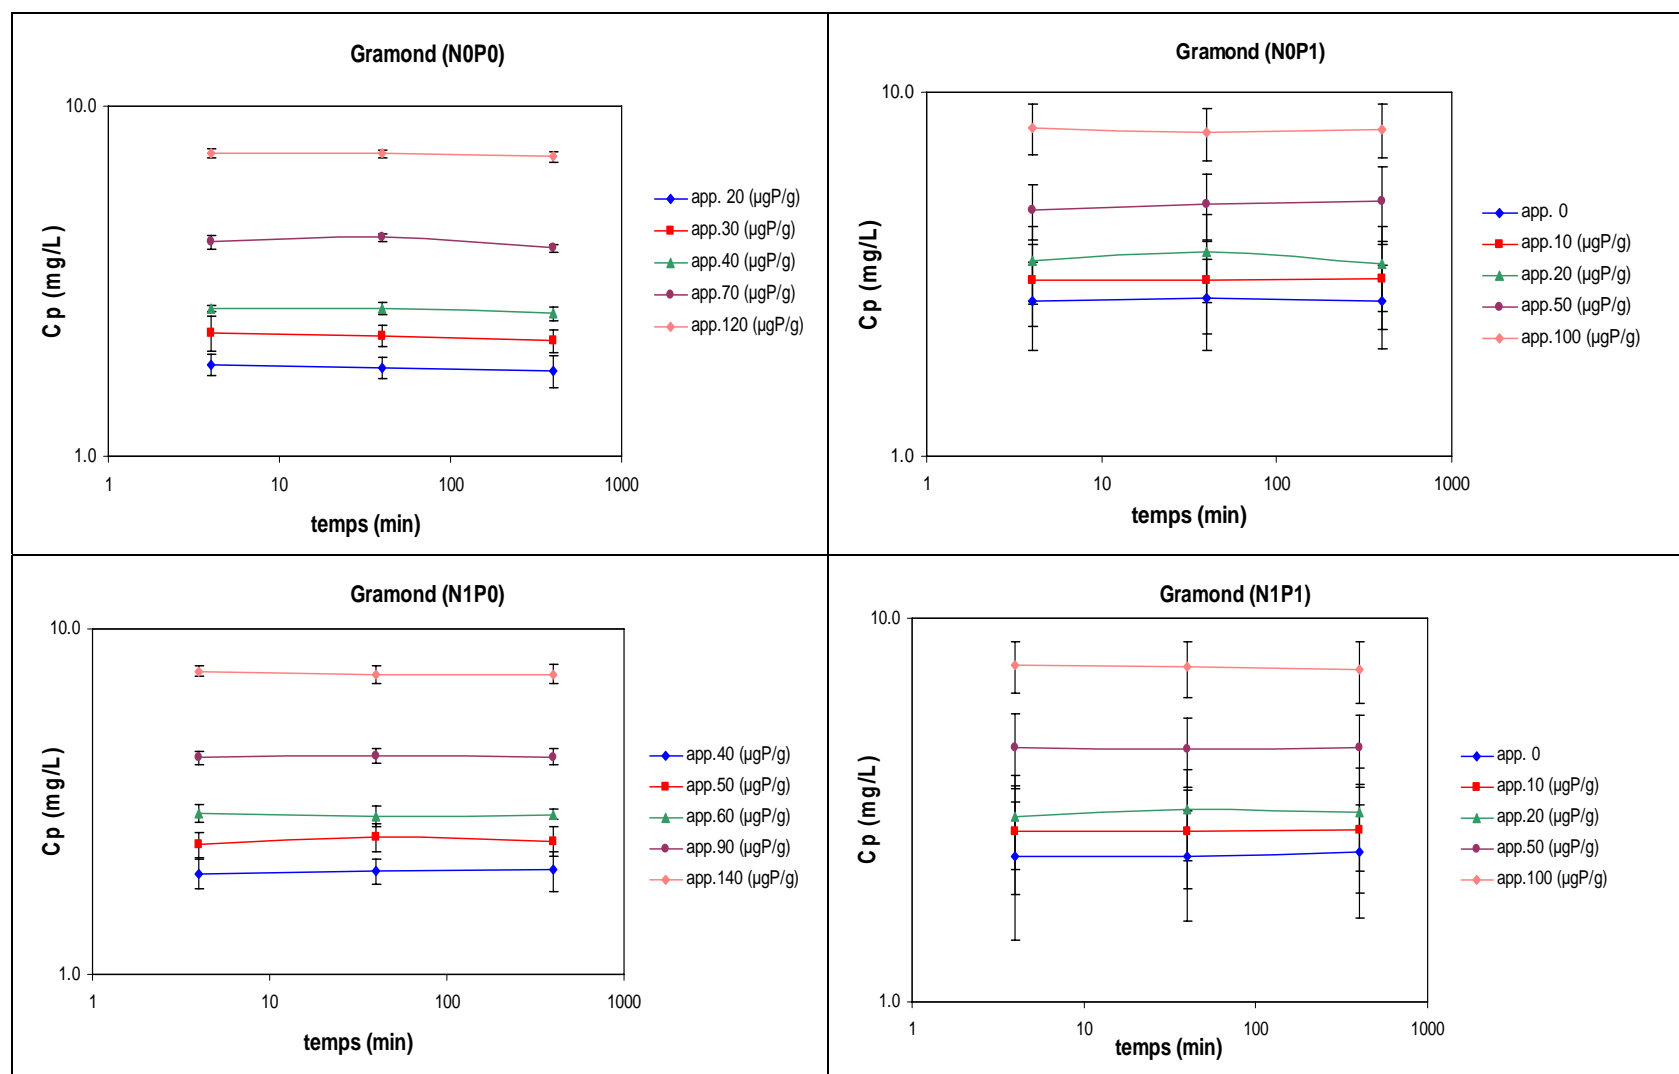 Gramond (N0P0)
10.0
1.0
Cp (mg/L)
1 10 100 1000
temps (min)
app. 20 (µgP/g)
app.30 (µgP/g)
app.40 (µgP/g)
app.70 (µgP/g)
app.120 (µgP/g)
Gramond (N0P1)
10.0
1.0
Cp (mg/L)
1 10 100 1000
temps (min)
app. 0
app.10 (µgP/g)
app.20 (µgP/g)
app.50 (µgP/g)
app.100 (µgP/g)
Gramond (N1P0)
10.0
1.0
Cp (mg/L)
1 10 100 1000
temps (min)
app.40 (µgP/g)
app.50 (µgP/g)
app.60 (µgP/g)
app.90 (µgP/g)
app.140 (µgP/g)
Gramond (N1P1)
10.0
1.0
Cp (mg/L)
1 10 100 1000
temps (min)
app. 0
app.10 (µgP/g)
app.20 (µgP/g)
app.50 (µgP/g)
app.100 (µgP/g)